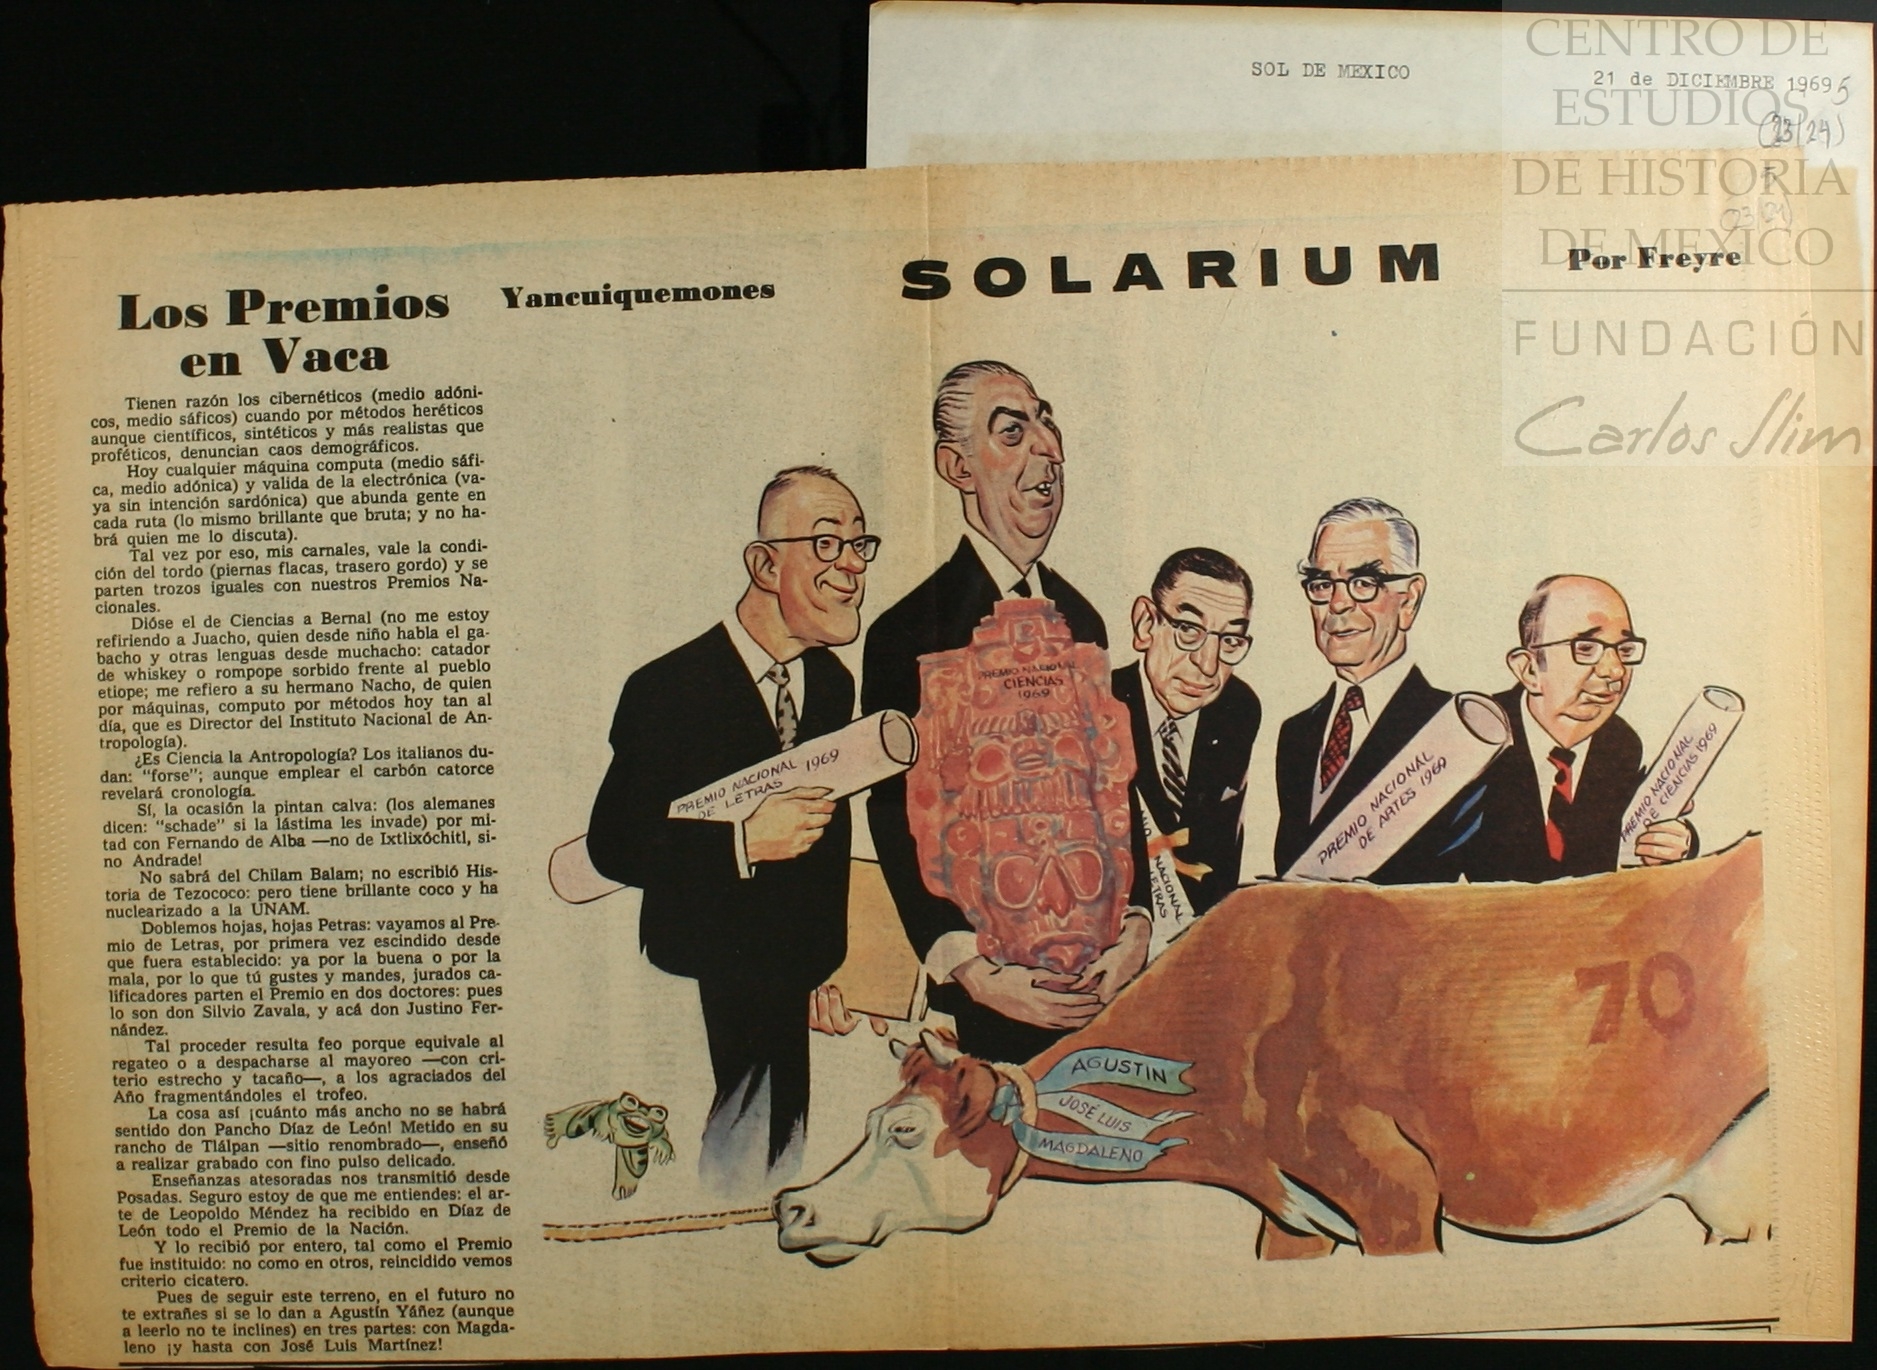 SOL DE MEXICO
21 de DICIEMBRE 1969
5
(23/24)
CENTRO DE
ESTUDIOS
DE HISTORIA
DE MEXICO
FUNDACIÓN
Carlos Slim
SOLARIUM
Por Freyre
Yancuiquemones
Los Premios
en Vaca
Tienen razón los cibernéticos (medio adóni-
cos, medio sáficos) cuando por métodos heréticos
aunque científicos, sintéticos y más realistas que
proféticos, denuncian caos demográficos.
Hoy cualquier máquina computa (medio sáfi-
ca, medio adónica) y valida de la electrónica (va-
ya sin intención sardónica) que abunda gente en
cada ruta (lo mismo brillante que bruta; y no ha-
brá quien me lo discuta).
Tal vez por eso, mis carnales, vale la condi-
ción del tordo (piernas flacas, trasero gordo) y se
parten trozos iguales con nuestros Premios Na-
cionales.
Dióse el de Ciencias a Bernal (no me estoy
refiriendo a Juacho, quien desde niño habla el ga-
bacho y otras lenguas desde muchacho: catador
de whiskey o rompope sorbido frente al pueblo
etiope; me refiero a su hermano Nacho, de quien
por máquinas, computo por métodos hoy tan al
día, que es Director del Instituto Nacional de An-
tropología).
¿Es Ciencia la Antropología? Los italianos du-
dan: "forse"; aunque emplear el carbón catorce
revelará cronología.
Sí, la ocasión la pintan calva: (los alemanes
dicen: "schade" si la lástima les invade) por mi-
tad con Fernando de Alba —no de Ixtlixóchitl, si-
no Andrade!
No sabrá del Chilam Balam; no escribió His-
toria de Tezococo: pero tiene brillante coco y ha
nuclearizado a la UNAM.
Doblemos hojas, hojas Petras: vayamos al Pre-
mio de Letras, por primera vez escindido desde
que fuera establecido: ya por la buena o por la
mala, por lo que tú gustes y mandes, jurados ca-
lificadores parten el Premio en dos doctores: pues
lo son don Silvio Zavala, y acá don Justino Fer-
nández.
Tal proceder resulta feo porque equivale al
regateo o a despacharse al mayoreo —con cri-
terio estrecho y tacaño—, a los agraciados del
Año fragmentándoles el trofeo.
La cosa así ¡cuánto más ancho no se habrá
sentido don Pancho Díaz de León! Metido en su
rancho de Tlálpan —sitio renombrado—, enseñó
a realizar grabado con fino pulso delicado.
Enseñanzas atesoradas nos transmitió desde
Posadas. Seguro estoy de que me entiendes: el ar-
te de Leopoldo Méndez ha recibido en Díaz de
León todo el Premio de la Nación.
Y lo recibió por entero, tal como el Premio
fue instituido: no como en otros, reincidido vemos
criterio cicatero.
Pues de seguir este terreno, en el futuro no
te extrañes si se lo dan a Agustín Yáñez (aunque
a leerlo no te inclines) en tres partes: con Magda-
leno ¡y hasta con José Luis Martínez!
PREMIO NACIONAL 1969
DE LETRAS
PREMIO NACIONAL
CIENCIAS
1969
NACIONAL
LETRAS
PREMIO NACIONAL
DE ARTES 1969
PREMIO NACIONAL
DE CIENCIAS 1969
70
AGUSTIN
JOSÉ LUIS
MAGDALENO